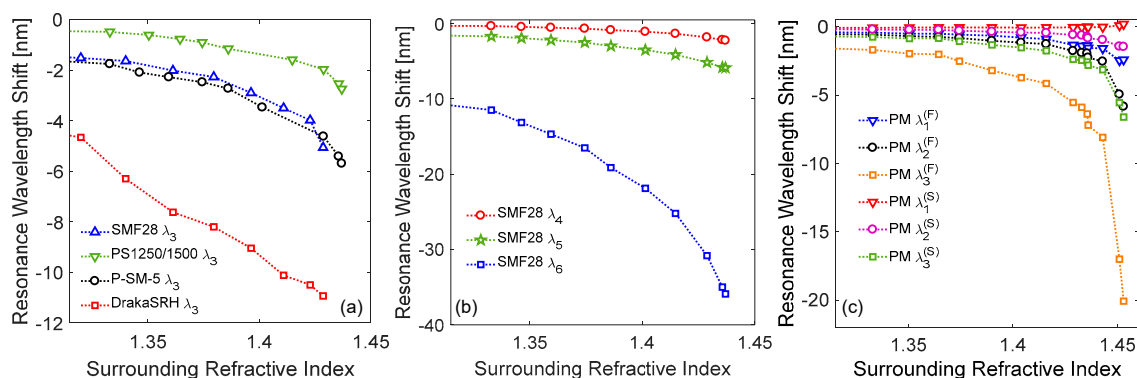 Resonance Wavelength Shift [nm]
0
-2
-4
-6
-8
-10
-12
SMF28 λ3
PS1250/1500 λ3
P-SM-5 λ3
DrakaSRH λ3
(a)
1.35
1.4
1.45
Surrounding Refractive Index
Resonance Wavelength Shift [nm]
0
-10
-20
-30
-40
SMF28 λ4
SMF28 λ5
SMF28 λ6
(b)
1.35
1.4
1.45
Surrounding Refractive Index
Resonance Wavelength Shift [nm]
0
-5
-10
-15
-20
PM λ1(F)
PM λ2(F)
PM λ3(F)
PM λ1(S)
PM λ2(S)
PM λ3(S)
(c)
1.35
1.4
1.45
Surrounding Refractive Index